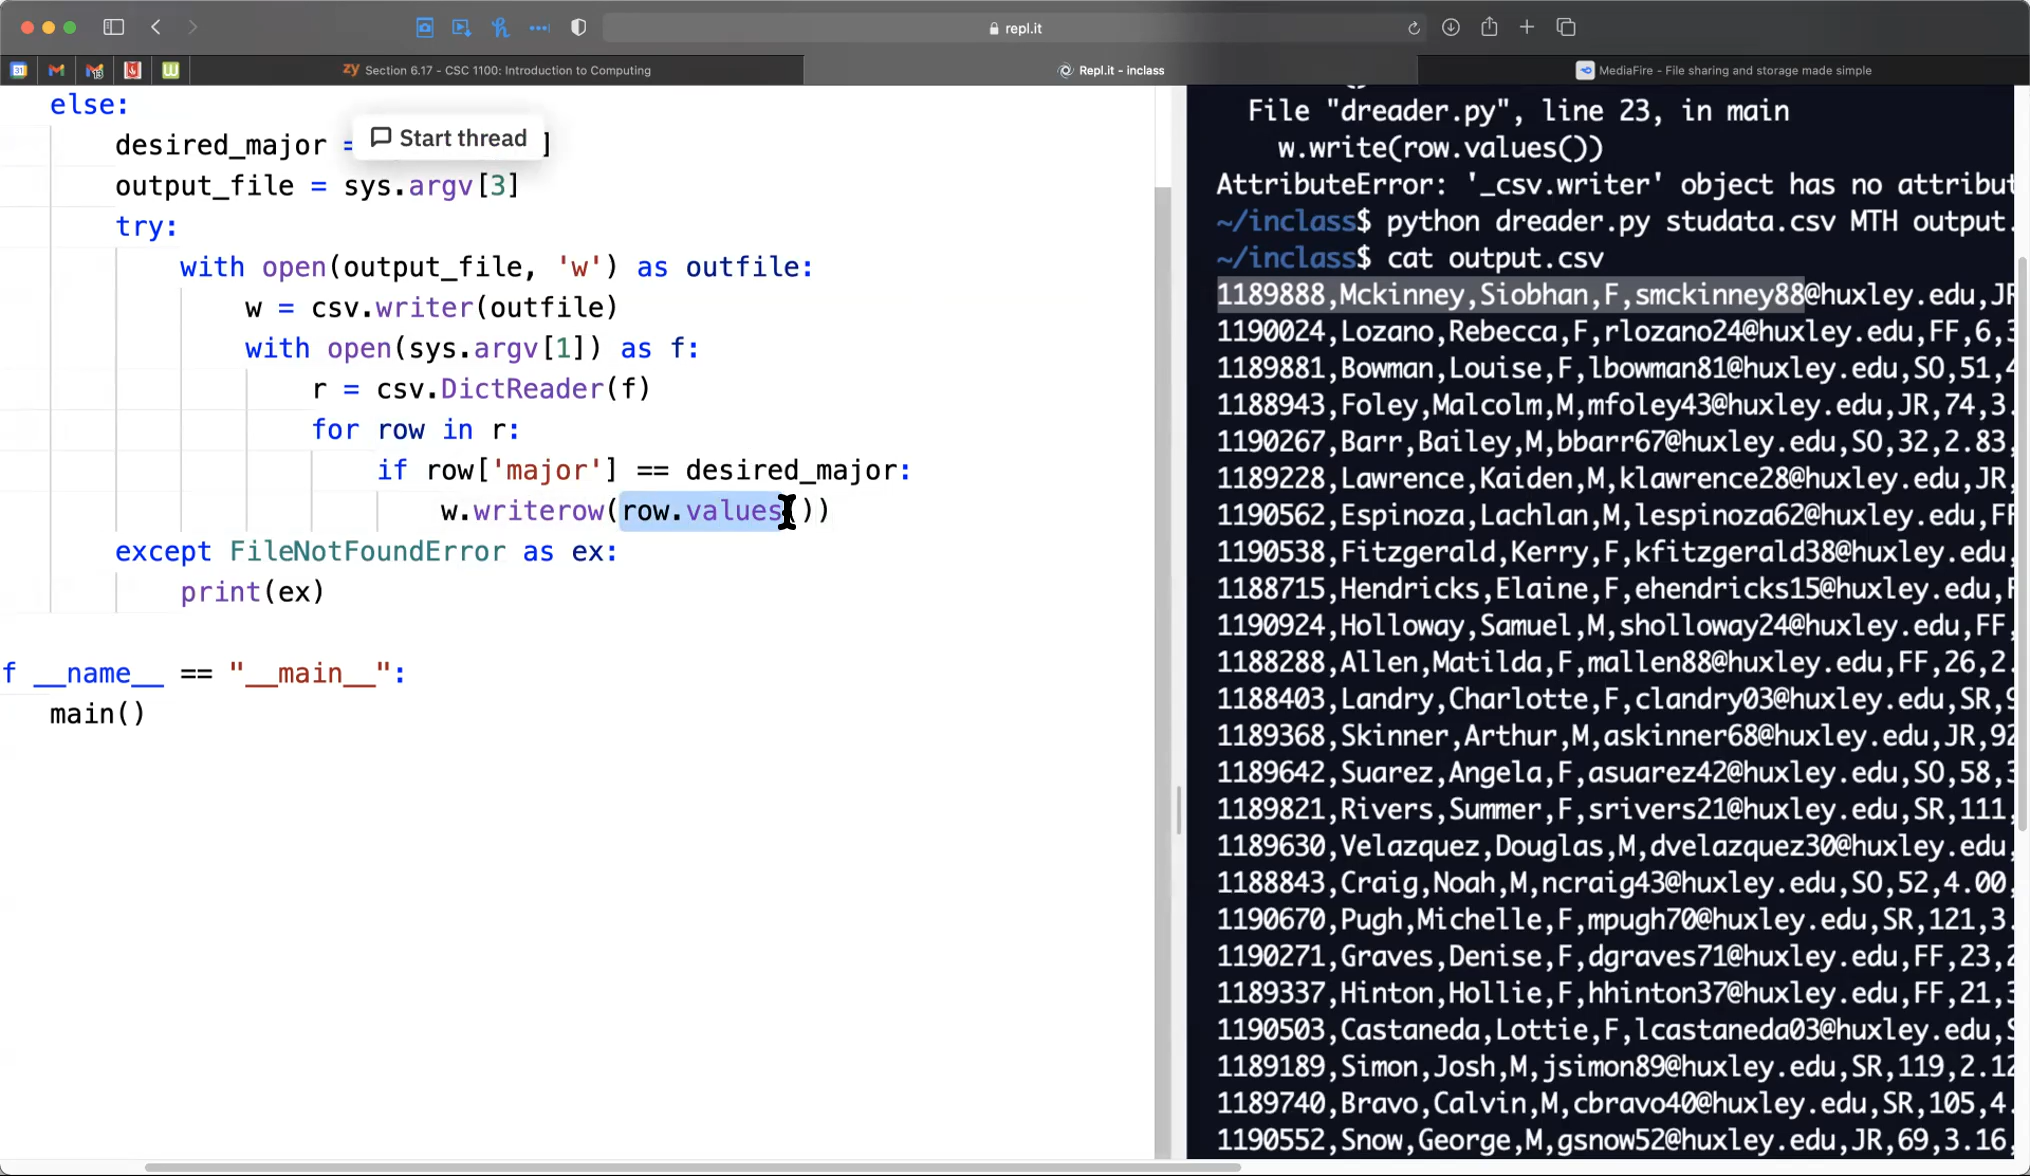 repl.it
Section 6.17 - CSC 1100: Introduction to Computing
Repl.it - inclass
MediaFire - File sharing and storage made simple
else:
desired_major = ]
Start thread
output_file = sys.argv[3]
try:
with open(output_file, 'w') as outfile:
w = csv.writer(outfile)
with open(sys.argv[1]) as f:
r = csv.DictReader(f)
for row in r:
if row['major'] == desired_major:
w.writerow(row.values())
except FileNotFoundError as ex:
print(ex)
f __name__ == "__main__":
main()
File "dreader.py", line 23, in main
w.write(row.values())
AttributeError: '_csv.writer' object has no attribut
~/inclass$ python dreader.py studata.csv MTH output.
~/inclass$ cat output.csv
1189888,Mckinney,Siobhan,F,smckinney88@huxley.edu,JR
1190024,Lozano,Rebecca,F,rlozano24@huxley.edu,FF,6,3
1189881,Bowman,Louise,F,lbowman81@huxley.edu,SO,51,4
1188943,Foley,Malcolm,M,mfoley43@huxley.edu,JR,74,3.
1190267,Barr,Bailey,M,bbarr67@huxley.edu,SO,32,2.83,
1189228,Lawrence,Kaiden,M,klawrence28@huxley.edu,JR,
1190562,Espinoza,Lachlan,M,lespinoza62@huxley.edu,FF
1190538,Fitzgerald,Kerry,F,kfitzgerald38@huxley.edu,
1188715,Hendricks,Elaine,F,ehendricks15@huxley.edu,F
1190924,Holloway,Samuel,M,sholloway24@huxley.edu,FF,
1188288,Allen,Matilda,F,mallen88@huxley.edu,FF,26,2.
1188403,Landry,Charlotte,F,clandry03@huxley.edu,SR,9
1189368,Skinner,Arthur,M,askinner68@huxley.edu,JR,92
1189642,Suarez,Angela,F,asuarez42@huxley.edu,SO,58,3
1189821,Rivers,Summer,F,srivers21@huxley.edu,SR,111,
1189630,Velazquez,Douglas,M,dvelazquez30@huxley.edu,
1188843,Craig,Noah,M,ncraig43@huxley.edu,SO,52,4.00,
1190670,Pugh,Michelle,F,mpugh70@huxley.edu,SR,121,3.
1190271,Graves,Denise,F,dgraves71@huxley.edu,FF,23,2
1189337,Hinton,Hollie,F,hhinton37@huxley.edu,FF,21,3
1190503,Castaneda,Lottie,F,lcastaneda03@huxley.edu,S
1189189,Simon,Josh,M,jsimon89@huxley.edu,SR,119,2.12
1189740,Bravo,Calvin,M,cbravo40@huxley.edu,SR,105,4.
1190552,Snow,George,M,gsnow52@huxley.edu,JR,69,3.16,